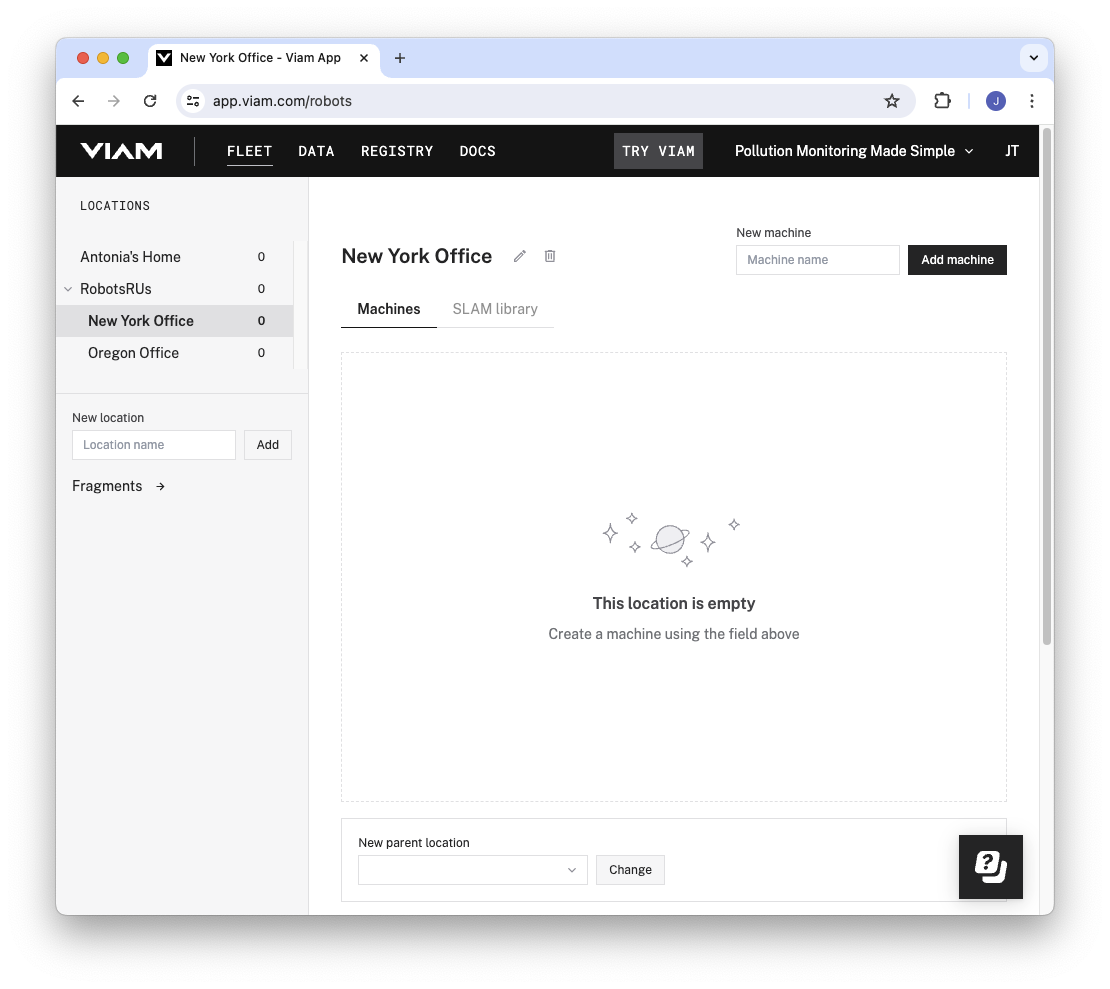 New York Office - Viam App
app.viam.com/robots
J
VIAM
FLEET DATA REGISTRY DOCS TRY VIAM Pollution Monitoring Made Simple JT
LOCATIONS
Antonia's Home 0
RobotsRUs 0
New York Office 0
Oregon Office 0
New location
Location name Add
Fragments
New York Office
New machine
Machine name Add machine
Machines SLAM library
This location is empty
Create a machine using the field above
New parent location
Change
?